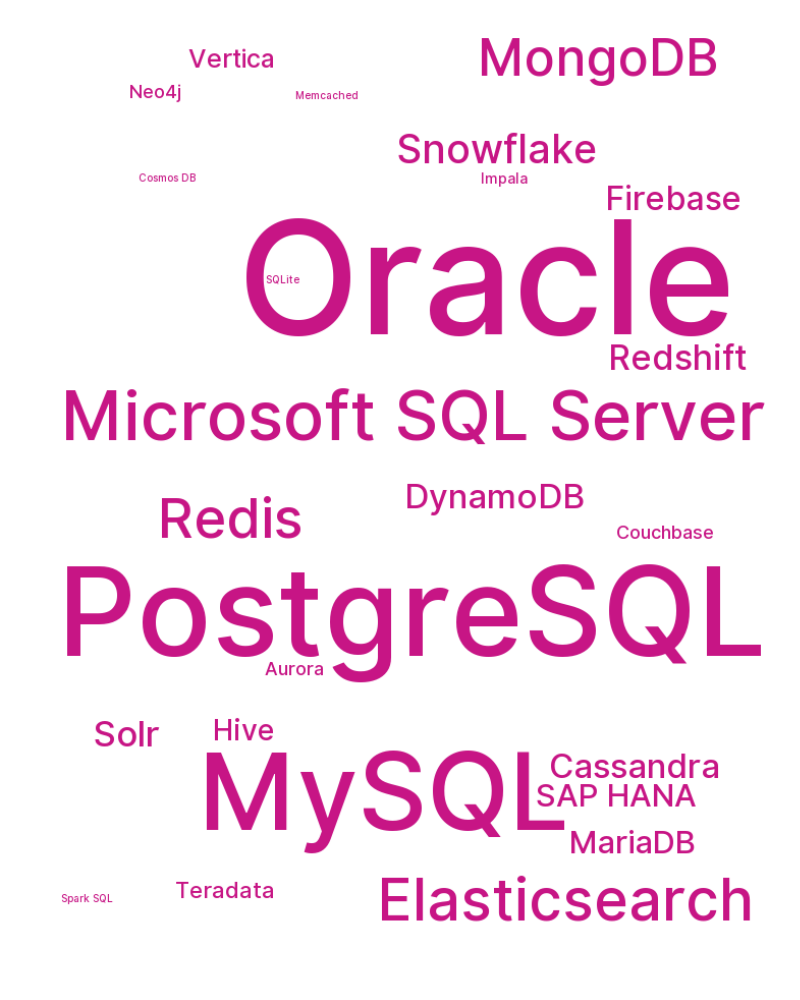 Vertica
MongoDB
Neo4j
Memcached
Snowflake
Cosmos DB
Impala
Firebase
Oracle
SQLite
Redshift
Microsoft SQL Server
Redis
DynamoDB
Couchbase
PostgreSQL
Aurora
Solr
Hive
MySQL
Cassandra
SAP HANA
MariaDB
Teradata
Spark SQL
Elasticsearch